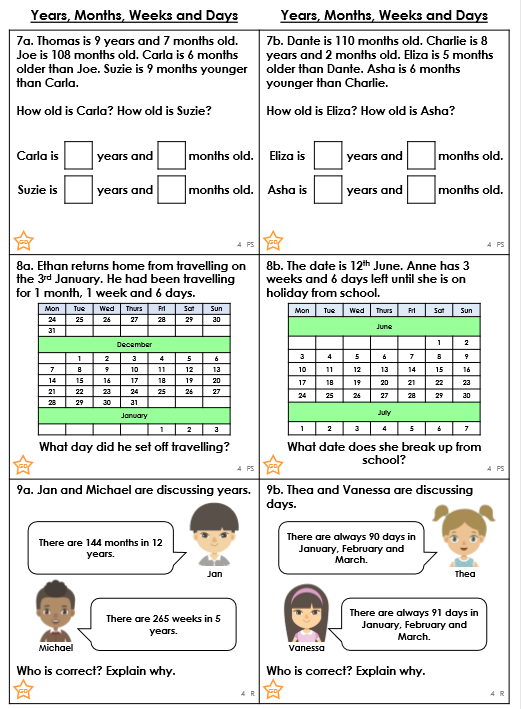 Years, Months, Weeks and Days
7a. Thomas is 9 years and 7 months old.
Joe is 108 months old. Carla is 6 months
older than Joe. Suzie is 9 months younger
than Carla.
How old is Carla? How old is Suzie?
Carla is years and months old.
Suzie is years and months old.
GD
4 PS
Years, Months, Weeks and Days
7b. Dante is 110 months old. Charlie is 8
years and 2 months old. Eliza is 5 months
older than Dante. Asha is 6 months
younger than Charlie.
How old is Eliza? How old is Asha?
Eliza is years and months old.
Asha is years and months old.
GD
4 PS
8a. Ethan returns home from travelling on
the 3rd January. He had been travelling
for 1 month, 1 week and 6 days.
Mon Tue Wed Thurs Fri Sat Sun
24 25 26 27 28 29 30
31
December
1 2 3 4 5 6
7 8 9 10 11 12 13
14 15 16 17 18 19 20
21 22 23 24 25 26 27
28 29 30 31
January
1 2 3
What day did he set off travelling?
GD
4 PS
8b. The date is 12th June. Anne has 3
weeks and 6 days left until she is on
holiday from school.
Mon Tue Wed Thurs Fri Sat Sun
June
1 2
3 4 5 6 7 8 9
10 11 12 13 14 15 16
17 18 19 20 21 22 23
24 25 26 27 28 29 30
July
1 2 3 4 5 6 7
What date does she break up from
school?
GD
4 PS
9a. Jan and Michael are discussing years.
There are 144 months in 12
years.
Jan
There are 265 weeks in 5
years.
Michael
Who is correct? Explain why.
GD
4 R
9b. Thea and Vanessa are discussing
days.
There are always 90 days in
January, February and
March.
Thea
There are always 91 days in
January, February and
March.
Vanessa
Who is correct? Explain why.
GD
4 R